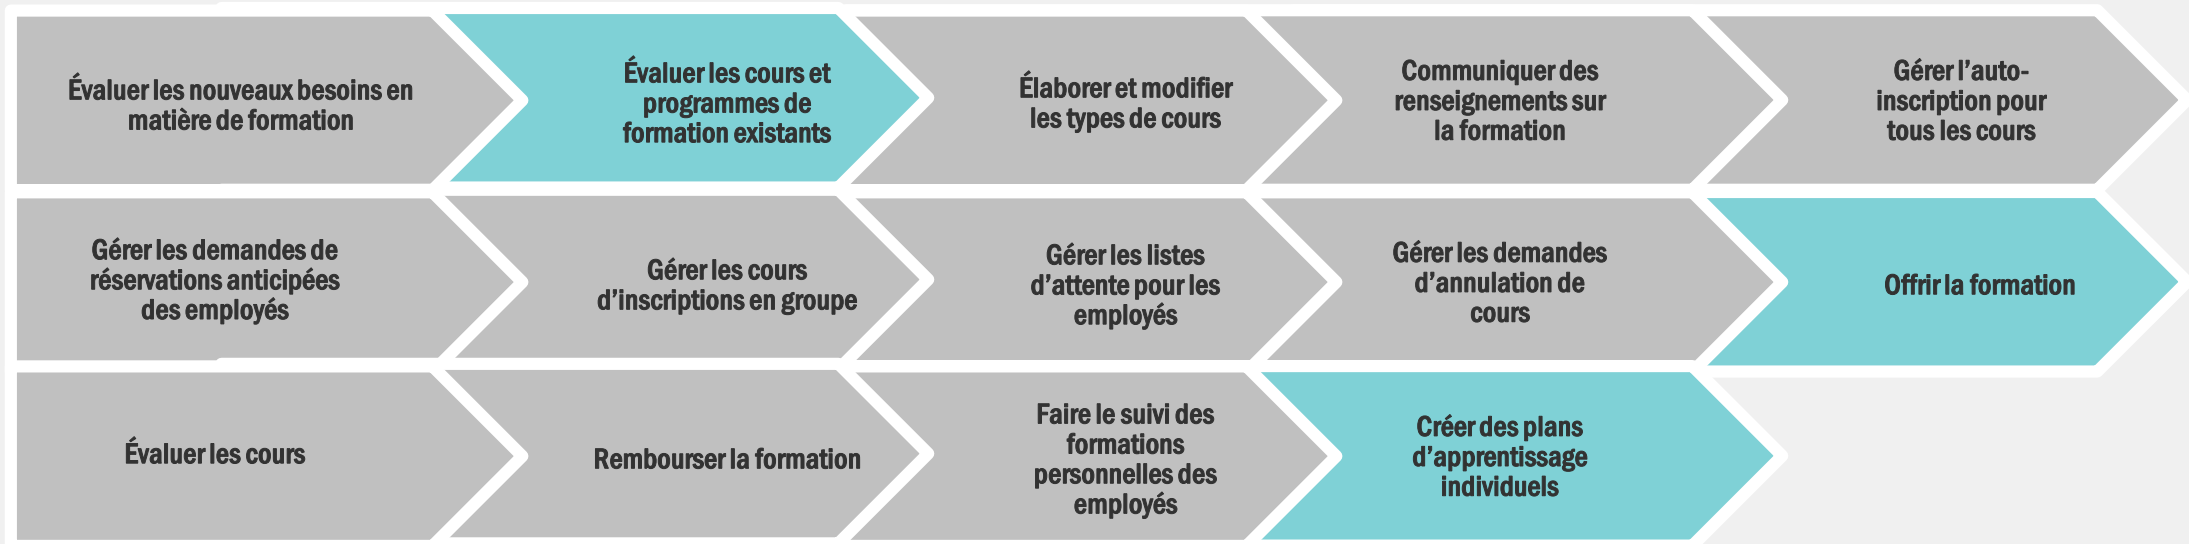 Évaluer les nouveaux besoins en
matière de formation
Évaluer les cours et
programmes de
formation existants
Élaborer et modifier
les types de cours
Communiquer des
renseignements sur
la formation
Gérer l’auto-
inscription pour
tous les cours
Gérer les demandes de
réservations anticipées
des employés
Gérer les cours
d’inscriptions en groupe
Gérer les listes
d’attente pour les
employés
Gérer les demandes
d’annulation de
cours
Offrir la formation
Évaluer les cours
Rembourser la formation
Faire le suivi des
formations
personnelles des
employés
Créer des plans
d’apprentissage
individuels